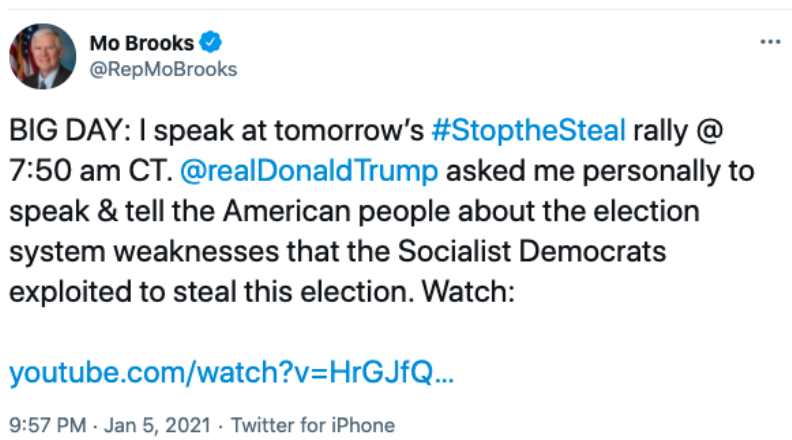 Mo Brooks
@RepMoBrooks
BIG DAY: I speak at tomorrow’s #StoptheSteal rally @
7:50 am CT. @realDonaldTrump asked me personally to
speak & tell the American people about the election
system weaknesses that the Socialist Democrats
exploited to steal this election. Watch:
youtube.com/watch?v=HrGJfQ...
9:57 PM · Jan 5, 2021 · Twitter for iPhone